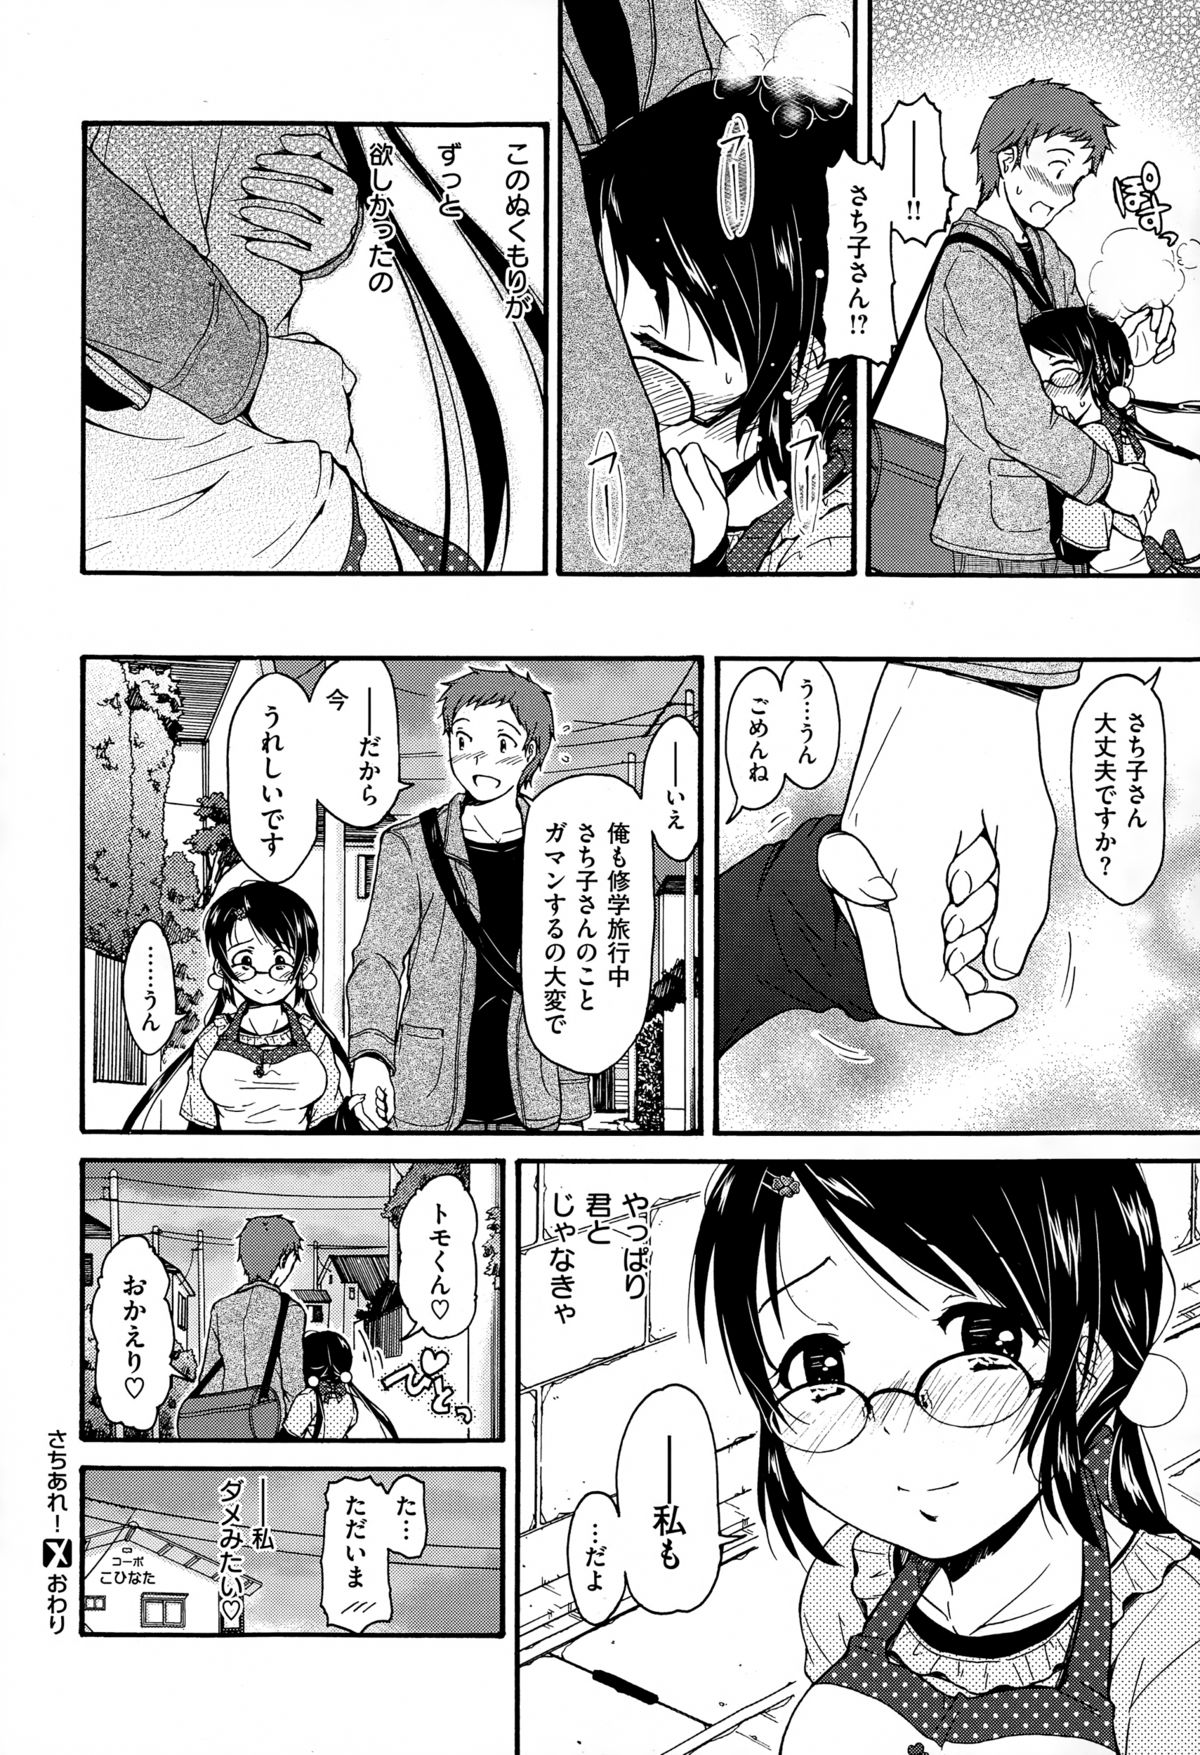 ――!!
さち子さん!?
このぬくもりが
ずっと
欲しかったの
さち子さん
大丈夫ですか?
う…うん
ごめんね
――いえ
俺も修学旅行中
さち子さんのこと
ガマンするの大変で
――だから
今
うれしいです
……うん
やっぱり
君と
じゃなきゃ
――私も
…だよ
トモくん♡
ぴとっ
おかえり♡
た…
ただいま
――私
ダメみたい♡
コーポ
こひなた
さちあれ! X おわり